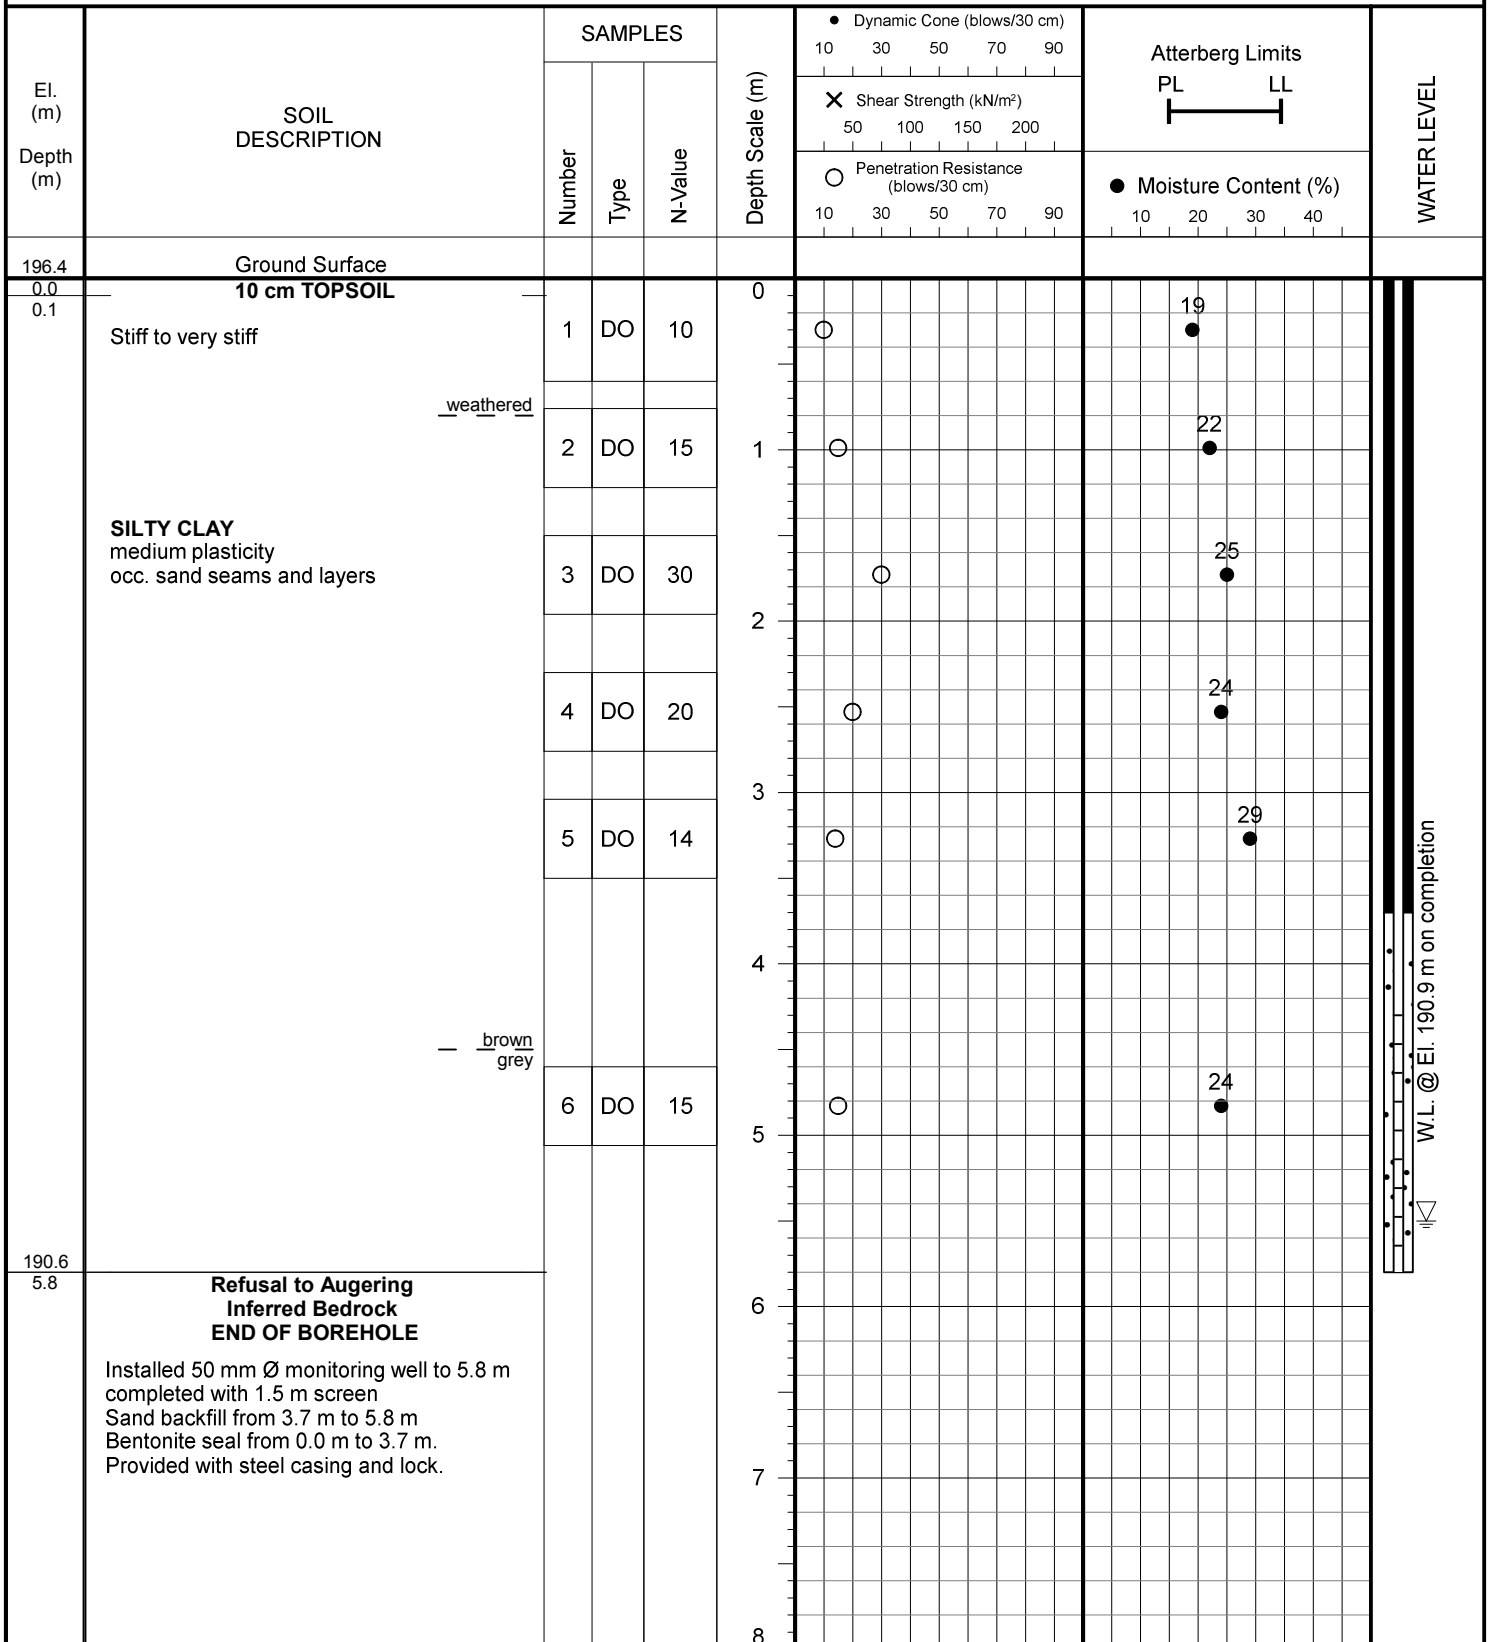 El.
(m)
Depth
(m)
SOIL
DESCRIPTION
SAMPLES
Number
Type
N-Value
Depth Scale (m)
● Dynamic Cone (blows/30 cm)
10 30 50 70 90
X Shear Strength (kN/m²)
50 100 150 200
O Penetration Resistance
(blows/30 cm)
10 30 50 70 90
Atterberg Limits
PL LL
● Moisture Content (%)
10 20 30 40
WATER LEVEL
196.4 Ground Surface
0.0 10 cm TOPSOIL 0
0.1
19
Stiff to very stiff 1 DO 10
weathered
22
2 DO 15 1
SILTY CLAY
medium plasticity
occ. sand seams and layers
25
3 DO 30
2
24
4 DO 20
3
29
5 DO 14
4
brown
grey
24
6 DO 15
5
W.L. @ El. 190.9 m on completion
190.6
5.8
Refusal to Augering
Inferred Bedrock
END OF BOREHOLE
6
Installed 50 mm Ø monitoring well to 5.8 m
completed with 1.5 m screen
Sand backfill from 3.7 m to 5.8 m
Bentonite seal from 0.0 m to 3.7 m.
Provided with steel casing and lock.
7
8